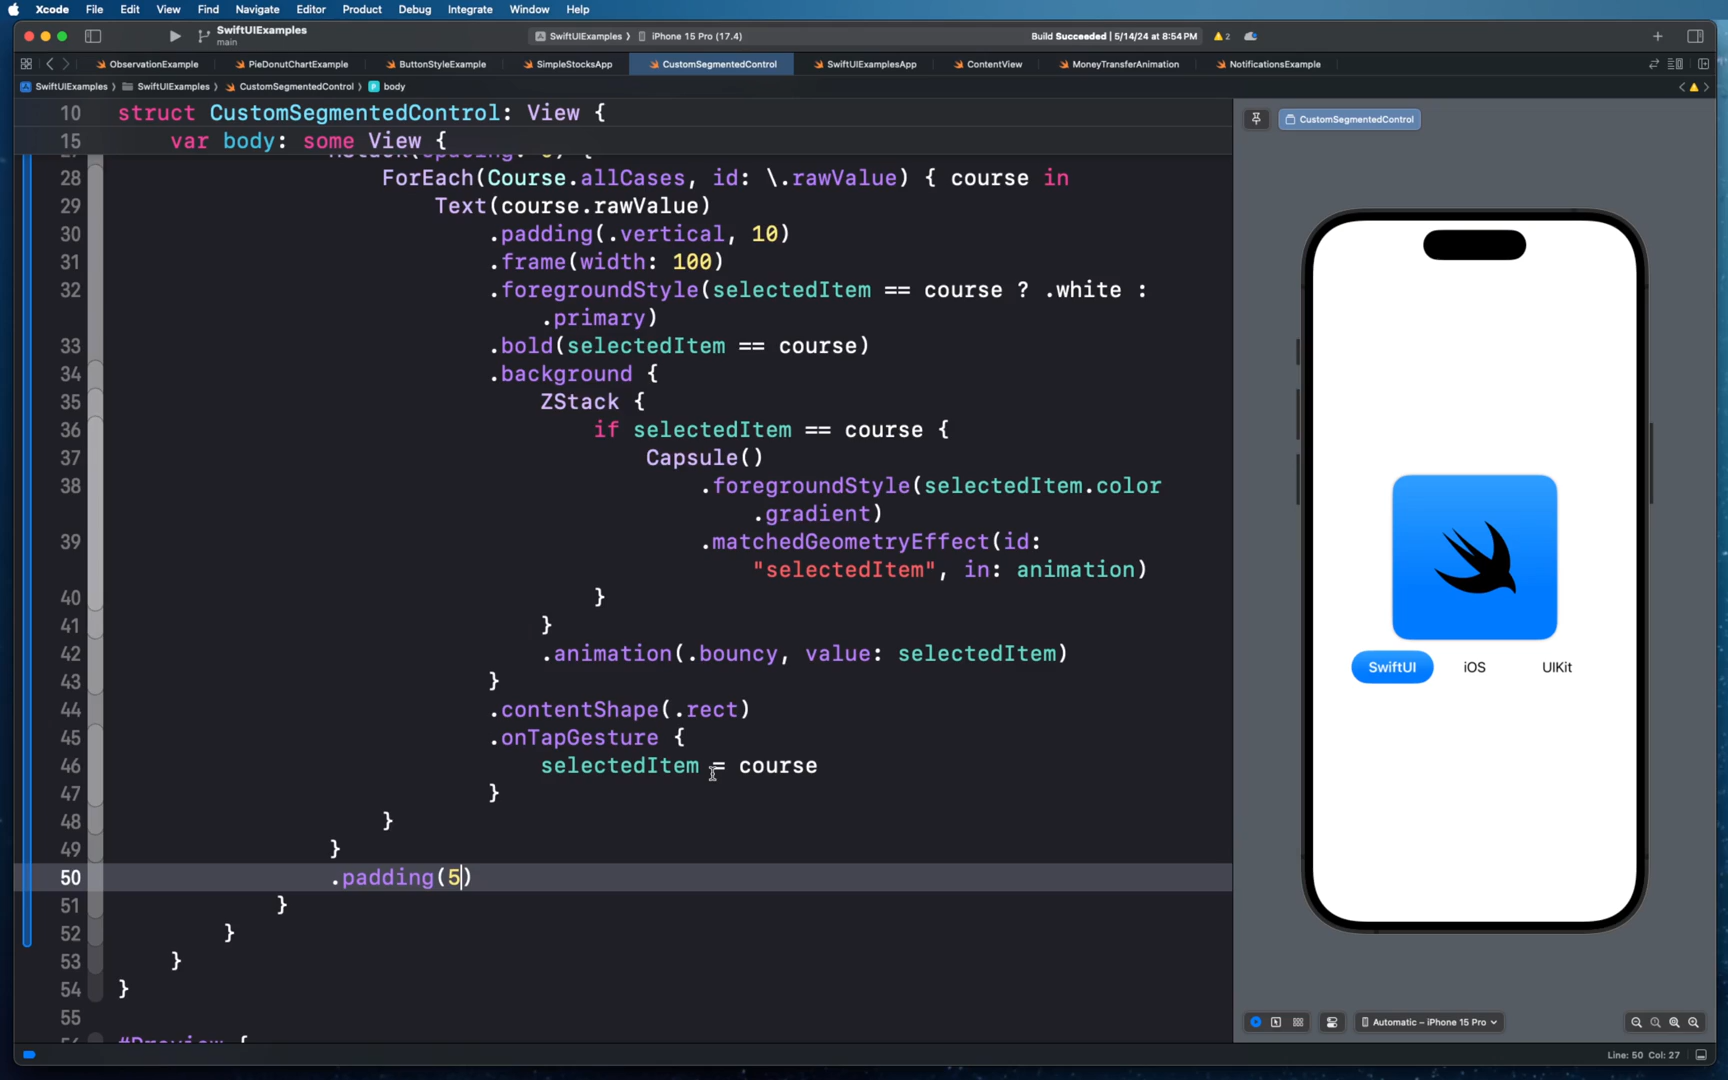 Xcode File Edit View Find Navigate Editor Product Debug Integrate Window Help
SwiftUIExamples
main
SwiftUIExamples iPhone 15 Pro (17.4)
Build Succeeded | 5/14/24 at 8:54 PM 2
ObservationExample PieDonutChartExample ButtonStyleExample SimpleStocksApp CustomSegmentedControl SwiftUIExamplesApp ContentView MoneyTransferAnimation NotificationsExample
SwiftUIExamples SwiftUIExamples CustomSegmentedControl body
10 struct CustomSegmentedControl: View {
15 var body: some View {
28 ForEach(Course.allCases, id: \.rawValue) { course in
29 Text(course.rawValue)
30 .padding(.vertical, 10)
31 .frame(width: 100)
32 .foregroundStyle(selectedItem == course ? .white :
.primary)
33 .bold(selectedItem == course)
34 .background {
35 ZStack {
36 if selectedItem == course {
37 Capsule()
38 .foregroundStyle(selectedItem.color
.gradient)
39 .matchedGeometryEffect(id:
"selectedItem", in: animation)
40 }
41 }
42 .animation(.bouncy, value: selectedItem)
43 }
44 .contentShape(.rect)
45 .onTapGesture {
46 selectedItem = course
47 }
48 }
49 }
50 .padding(5)
51 }
52 }
53 }
54 }
55
#Preview {
CustomSegmentedControl
SwiftUI iOS UIKit
Automatic – iPhone 15 Pro
Line: 50 Col: 27